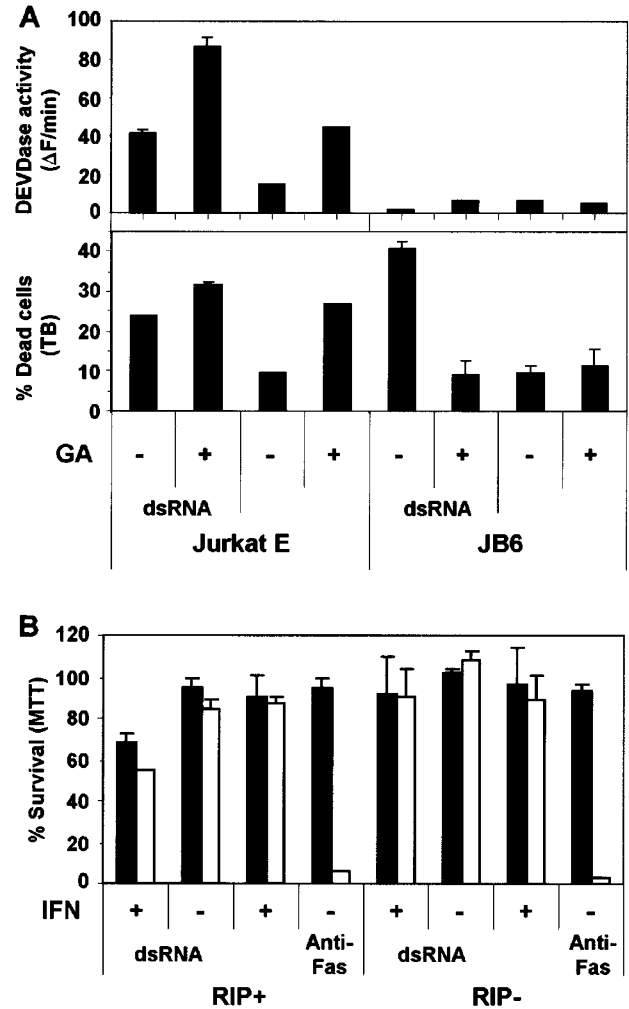 A
DEVDase activity
(ΔF/min)
100
80
60
40
20
0
% Dead cells
(TB)
40
30
20
10
0
GA - + - + - + - +
dsRNA dsRNA
Jurkat E JB6
B
% Survival (MTT)
120
100
80
60
40
20
0
IFN + - + - + - + -
dsRNA Anti-Fas dsRNA Anti-Fas
RIP+ RIP-